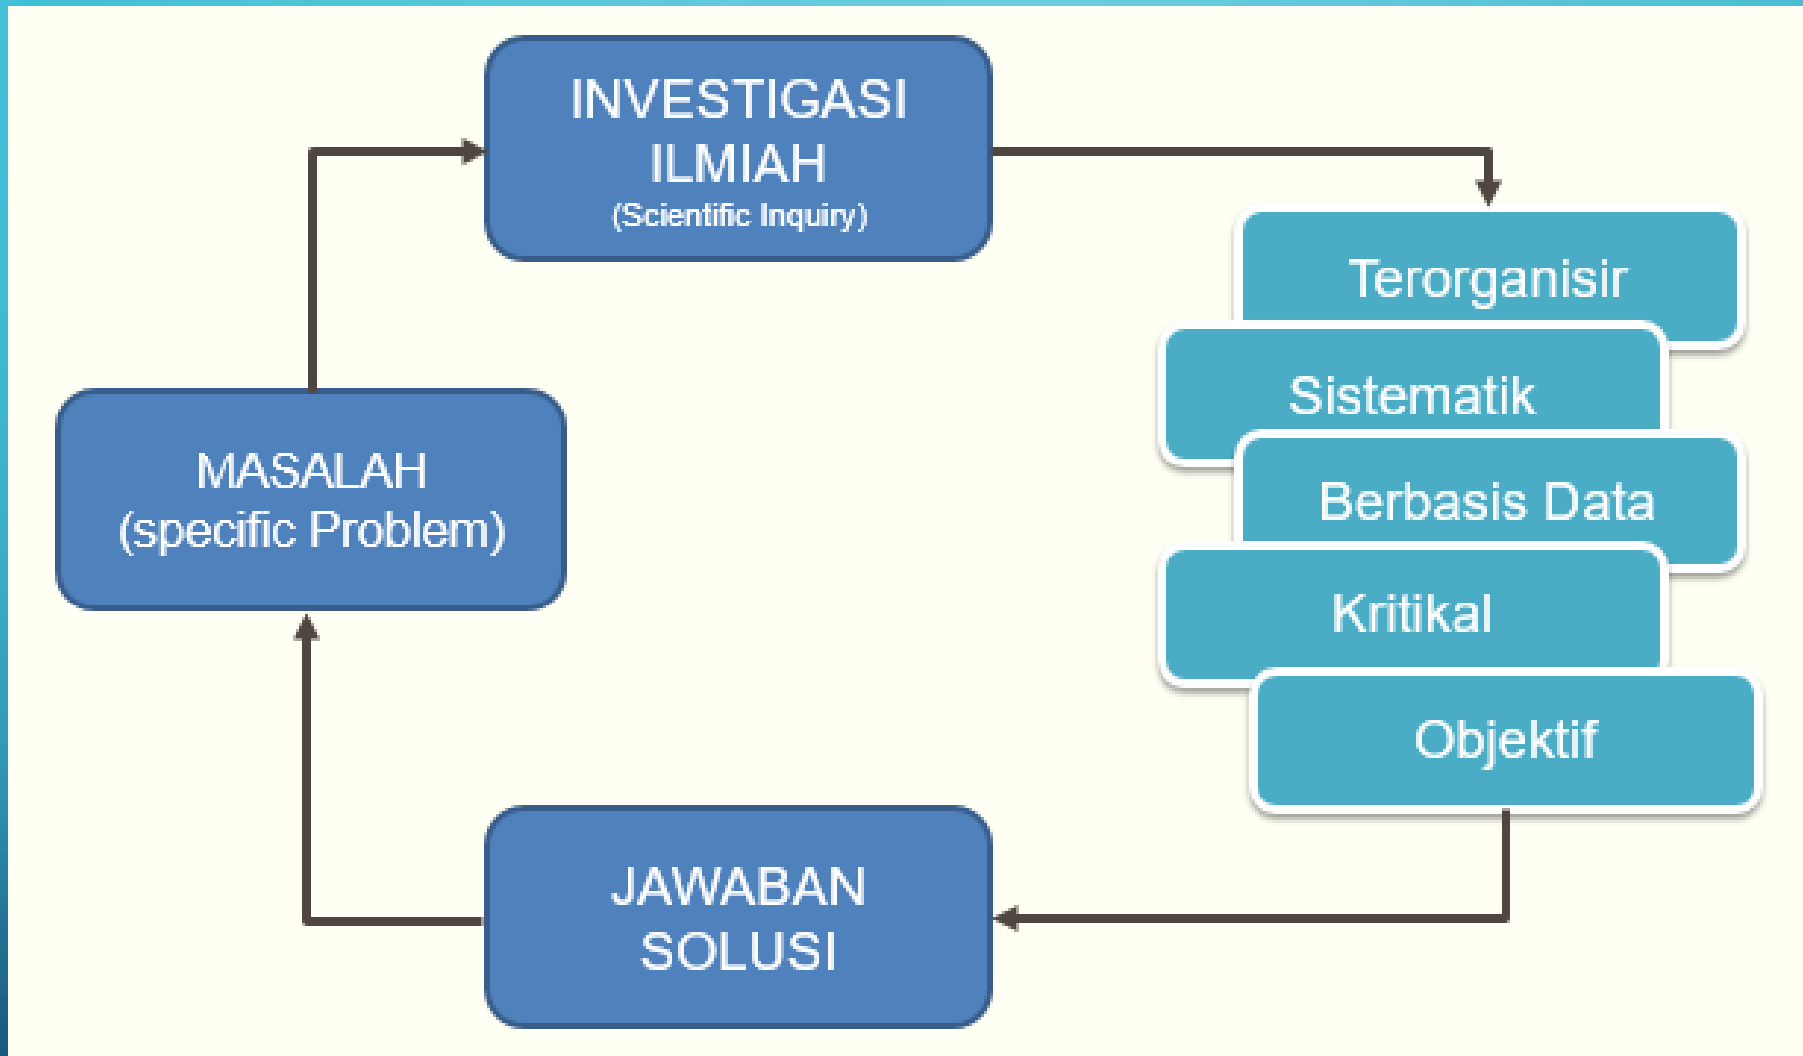 INVESTIGASI
ILMIAH
(Scientific Inquiry)
Terorganisir
Sistematik
MASALAH
(specific Problem)
Berbasis Data
Kritikal
Objektif
JAWABAN
SOLUSI